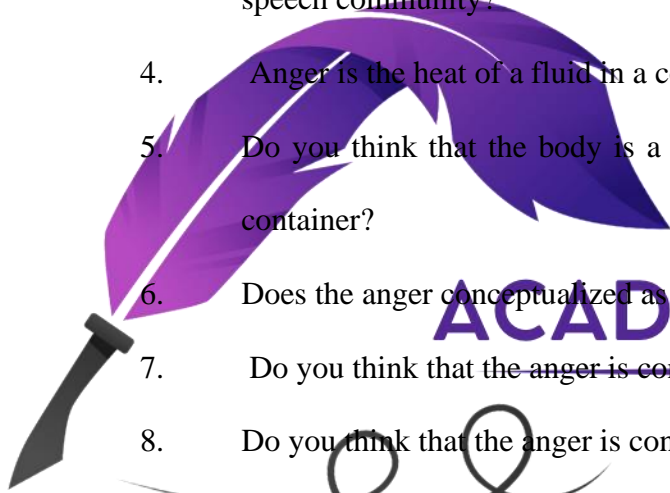 speech community?
4. Anger is the heat of a fluid in a
5. Do you think that the body is a
container?
6. Does the anger conceptualized as
ACAD
7. Do you think that the anger is
8. Do you think that the anger is